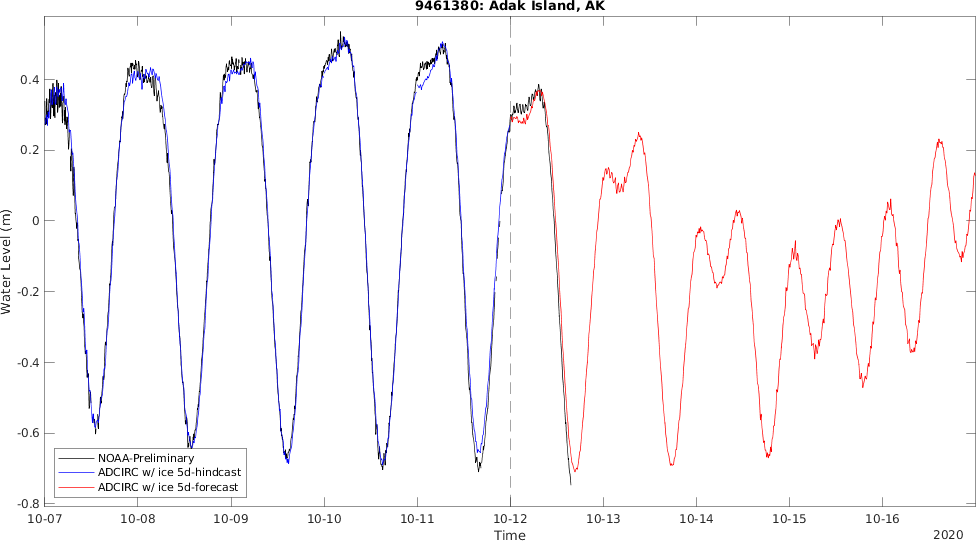 9461380: Adak Island, AK
Water Level (m)
0.4
0.2
0
-0.2
-0.4
-0.6
-0.8
NOAA-Preliminary
ADCIRC w/ ice 5d-hindcast
ADCIRC w/ ice 5d-forecast
10-07 10-08 10-09 10-10 10-11 10-12 10-13 10-14 10-15 10-16
Time
2020